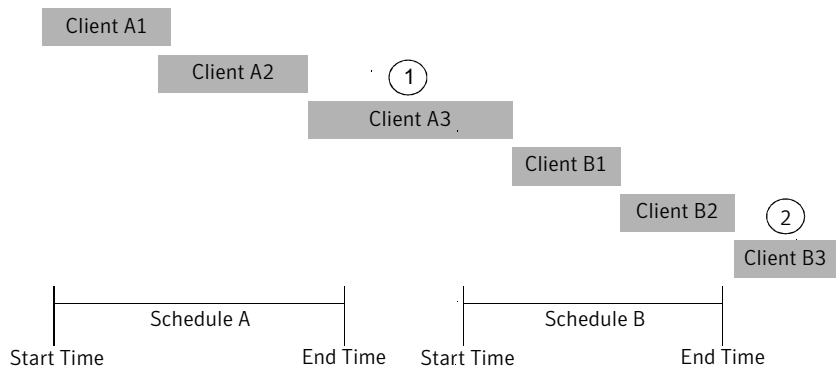 Client A1
Client A2
1
Client A3
Client B1
Client B2
2
Client B3
Schedule A
Schedule B
Start Time
End Time
Start Time
End Time